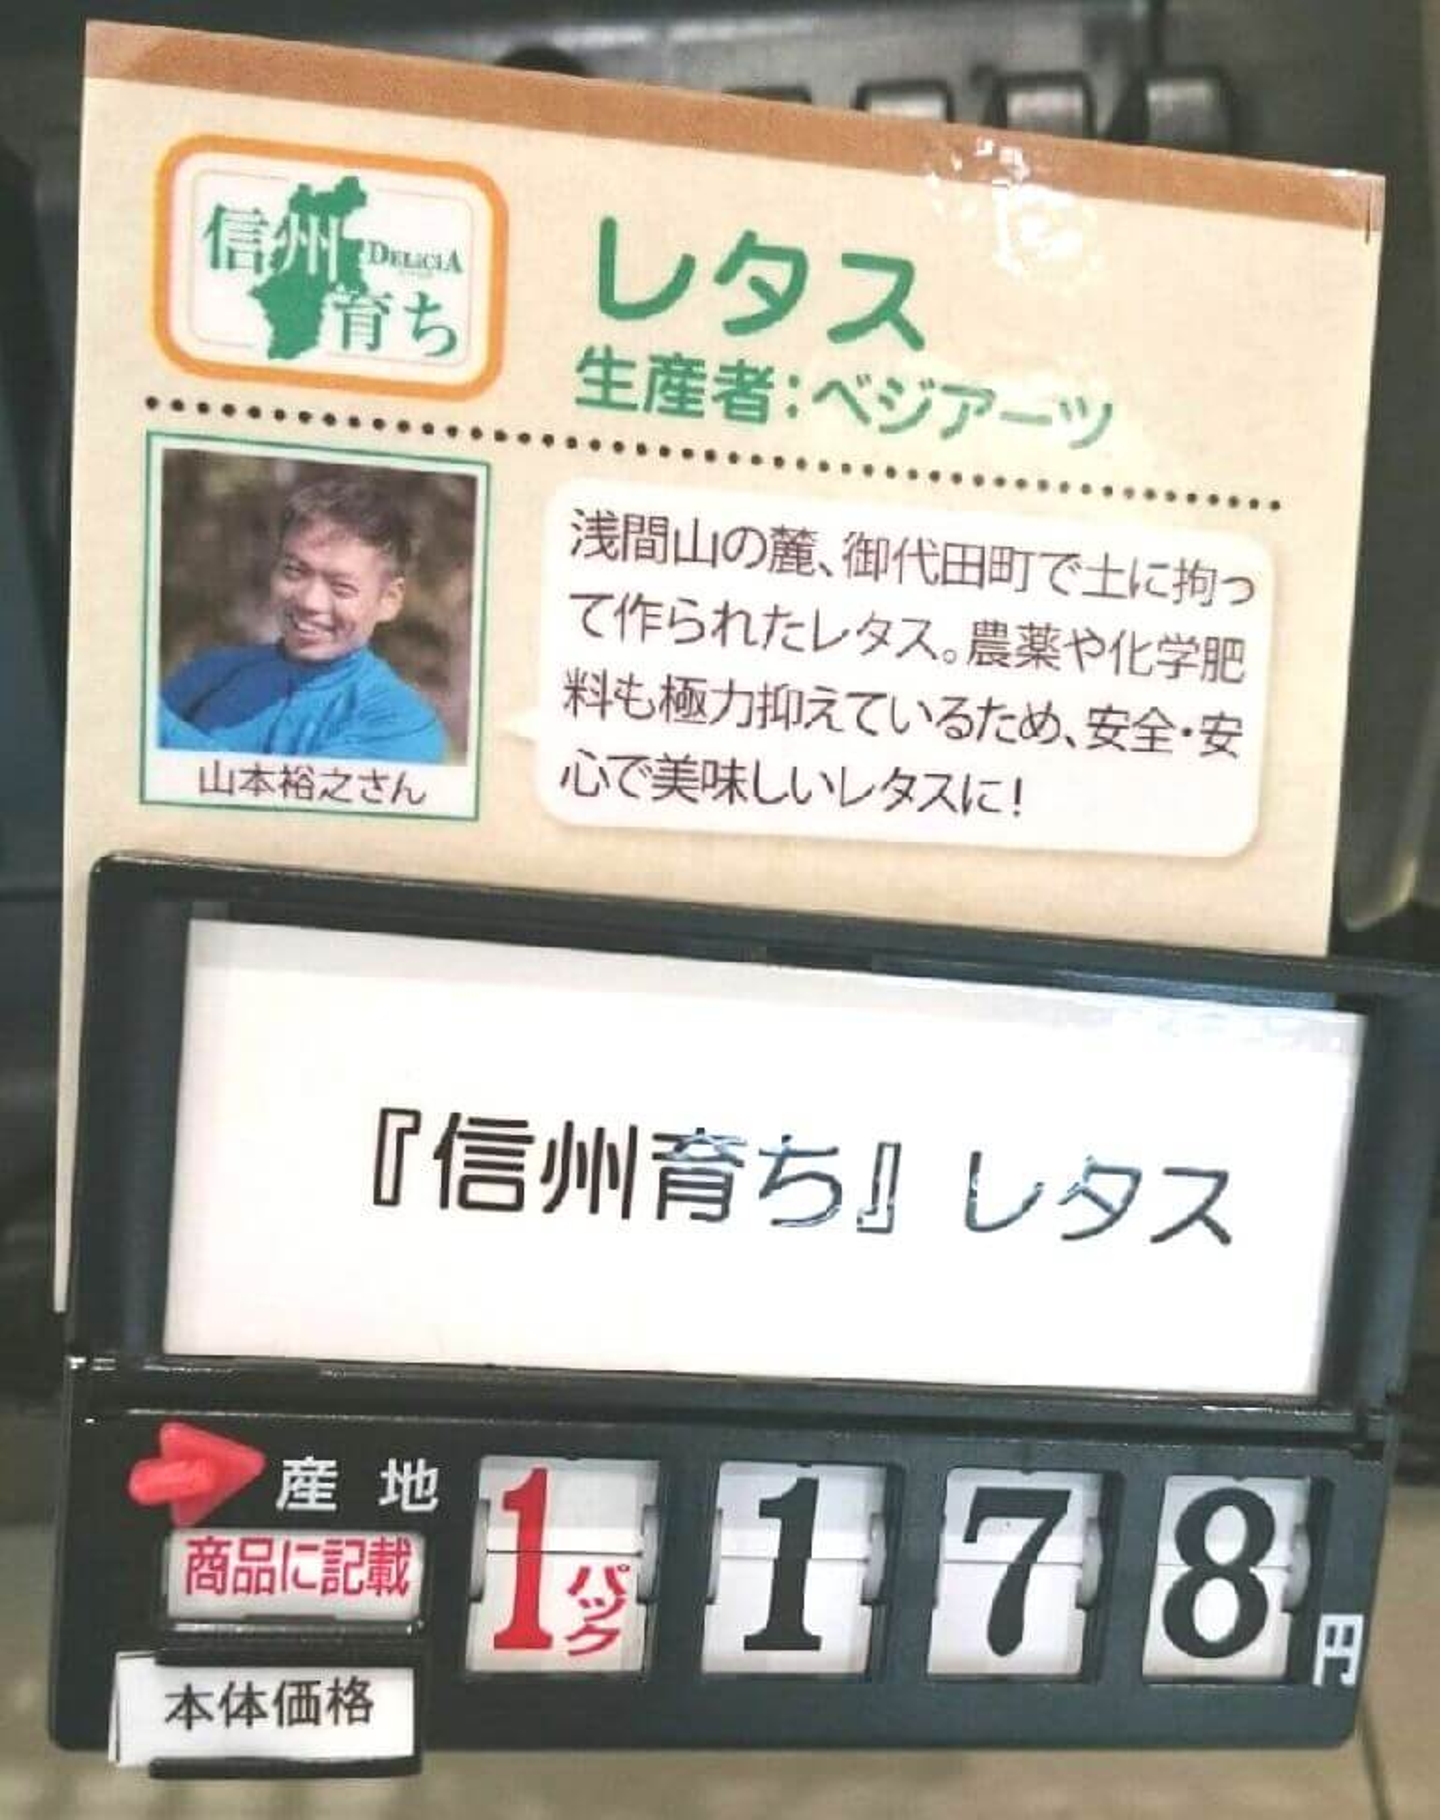 信州
DELICIA
育ち
レタス
生産者：ベジアーツ
浅間山の麓、御代田町で土に拘っ
て作られたレタス。農薬や化学肥
料も極力抑えているため、安全・安
心で美味しいレタスに！
山本裕之さん
『信州育ち』レタス
産地
商品に記載
1パック
178円
本体価格